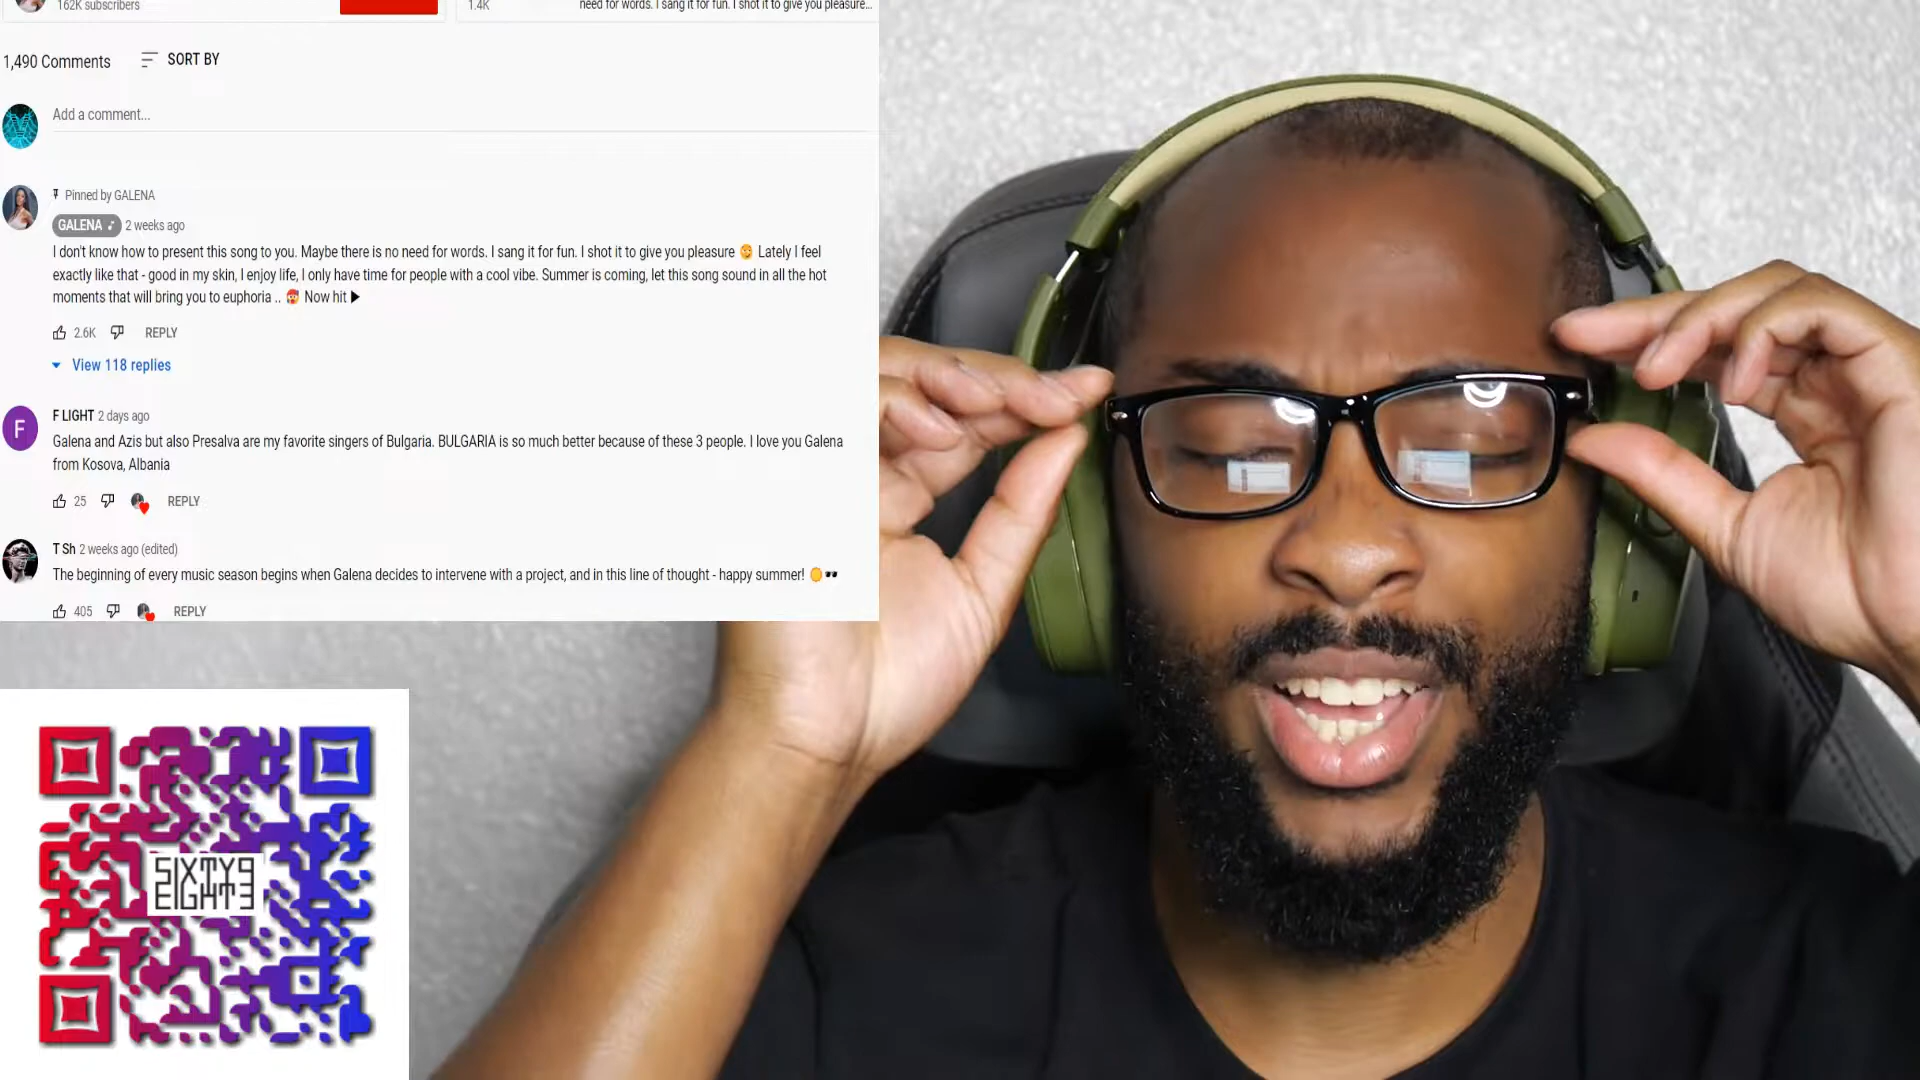 162K subscribers
1.4K
need for words. I sang it for fun. I shot it to give you pleasure...
1,490 Comments
SORT BY
Add a comment...
Pinned by GALENA
GALENA 2 weeks ago
I don't know how to present this song to you. Maybe there is no need for words. I sang it for fun. I shot it to give you pleasure 🙄 Lately I feel
exactly like that - good in my skin, I enjoy life, I only have time for people with a cool vibe. Summer is coming, let this song sound in all the hot
moments that will bring you to euphoria .. 🥵 Now hit ▶
2.6K
REPLY
View 118 replies
F
F LIGHT 2 days ago
Galena and Azis but also Presalva are my favorite singers of Bulgaria. BULGARIA is so much better because of these 3 people. I love you Galena
from Kosova, Albania
25
REPLY
T Sh 2 weeks ago (edited)
The beginning of every music season begins when Galena decides to intervene with a project, and in this line of thought - happy summer! ☀️🕶️
405
REPLY
SIXTY9
EIGHT3